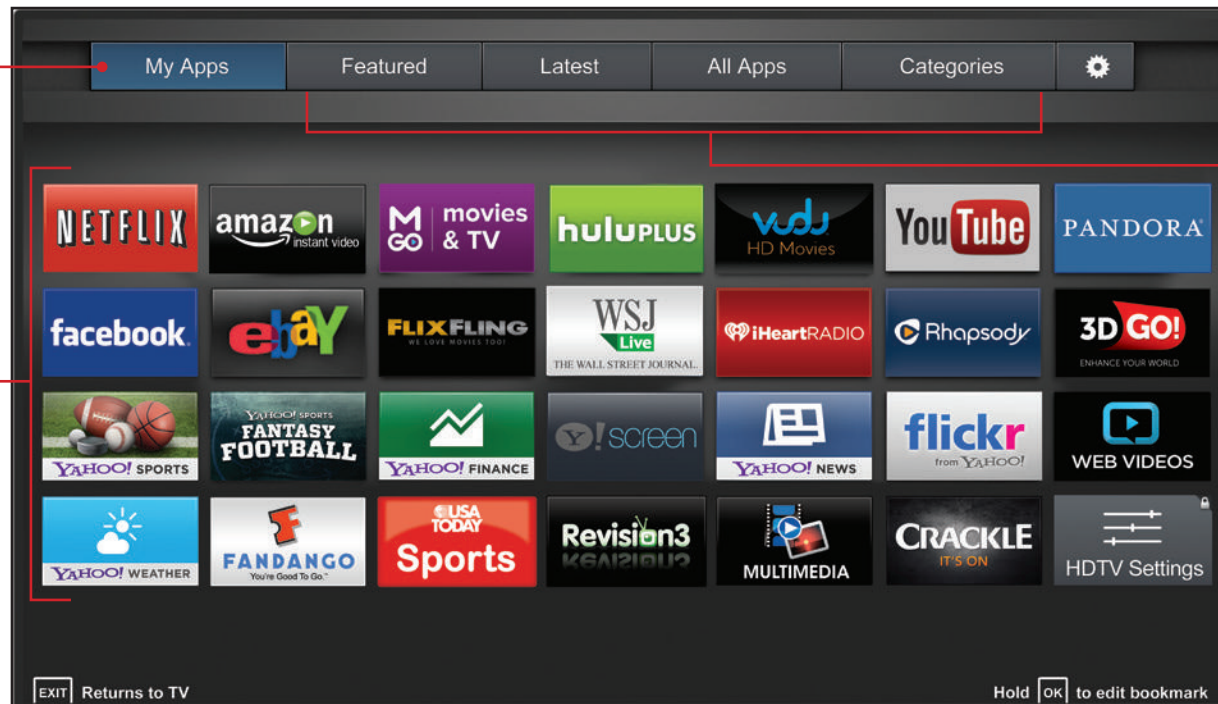 My Apps Featured Latest All Apps Categories
NETFLIX
amazon
instant video
M GO movies & TV
huluPLUS
vudu
HD Movies
YouTube
PANDORA
facebook
ebaY
FLIXFLING
WE LOVE MOVIES TOO!
WSJ
Live
THE WALL STREET JOURNAL.
iHeartRADIO
Rhapsody
3D GO!
ENHANCE YOUR WORLD
YAHOO! SPORTS
YAHOO! SPORTS
FANTASY
FOOTBALL
YAHOO! FINANCE
Y! screen
YAHOO! NEWS
flickr
from YAHOO!
WEB VIDEOS
YAHOO! WEATHER
FANDANGO
You're Good To Go.™
USA
TODAY
Sports
Revision3
MULTIMEDIA
CRACKLE
IT'S ON
HDTV Settings
EXIT Returns to TV
Hold OK to edit bookmark